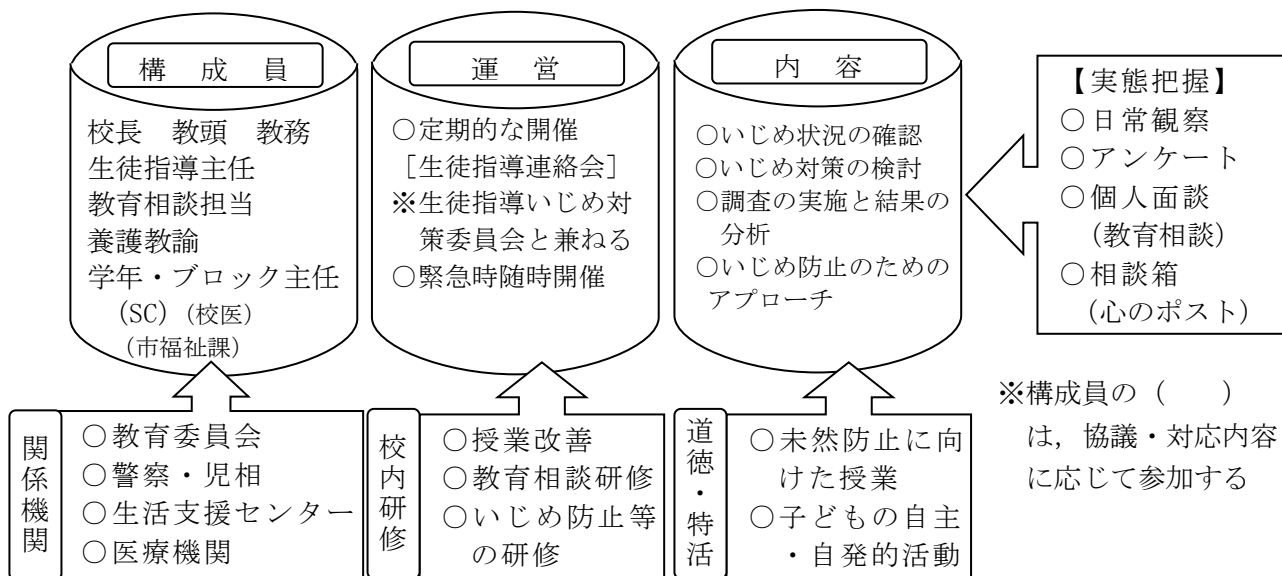 構成員
校長　教頭　教務
生徒指導主任
教育相談担当
養護教諭
学年・ブロック主任
(SC)（校医）
（市福祉課）
運営
○定期的な開催
［生徒指導連絡会］
※生徒指導いじめ対
策委員会と兼ねる
○緊急時随時開催
内容
○いじめ状況の確認
○いじめ対策の検討
○調査の実施と結果の
分析
○いじめ防止のための
アプローチ
【実態把握】
○日常観察
○アンケート
○個人面談
（教育相談）
○相談箱
（心のポスト）
関係機関
○教育委員会
○警察・児相
○生活支援センター
○医療機関
校内研修
○授業改善
○教育相談研修
○いじめ防止等
の研修
道徳・特活
○未然防止に向
けた授業
○子どもの自主
・自発的活動
※構成員の（　　）
は，協議・対応内容
に応じて参加する